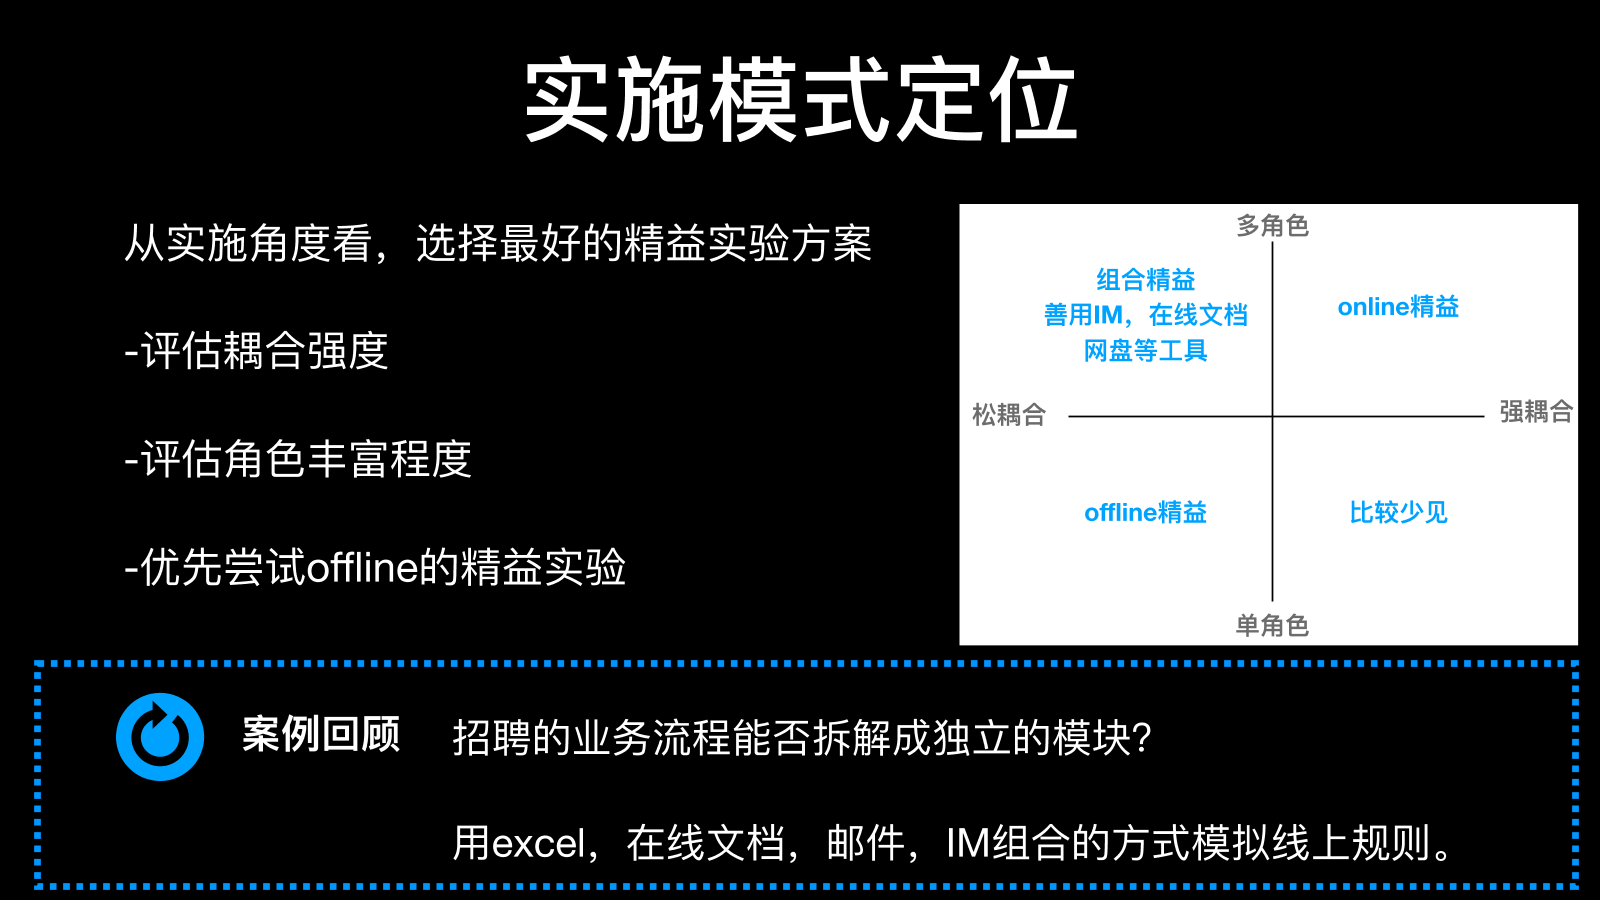 实施模式定位
从实施角度看，选择最好的精益实验方案
-评估耦合强度
-评估角色丰富程度
-优先尝试offline的精益实验
多角色
组合精益
善用IM，在线文档
网盘等工具
online精益
松耦合
强耦合
offline精益
比较少见
单角色
案例回顾
招聘的业务流程能否拆解成独立的模块？
用excel，在线文档，邮件，IM组合的方式模拟线上规则。